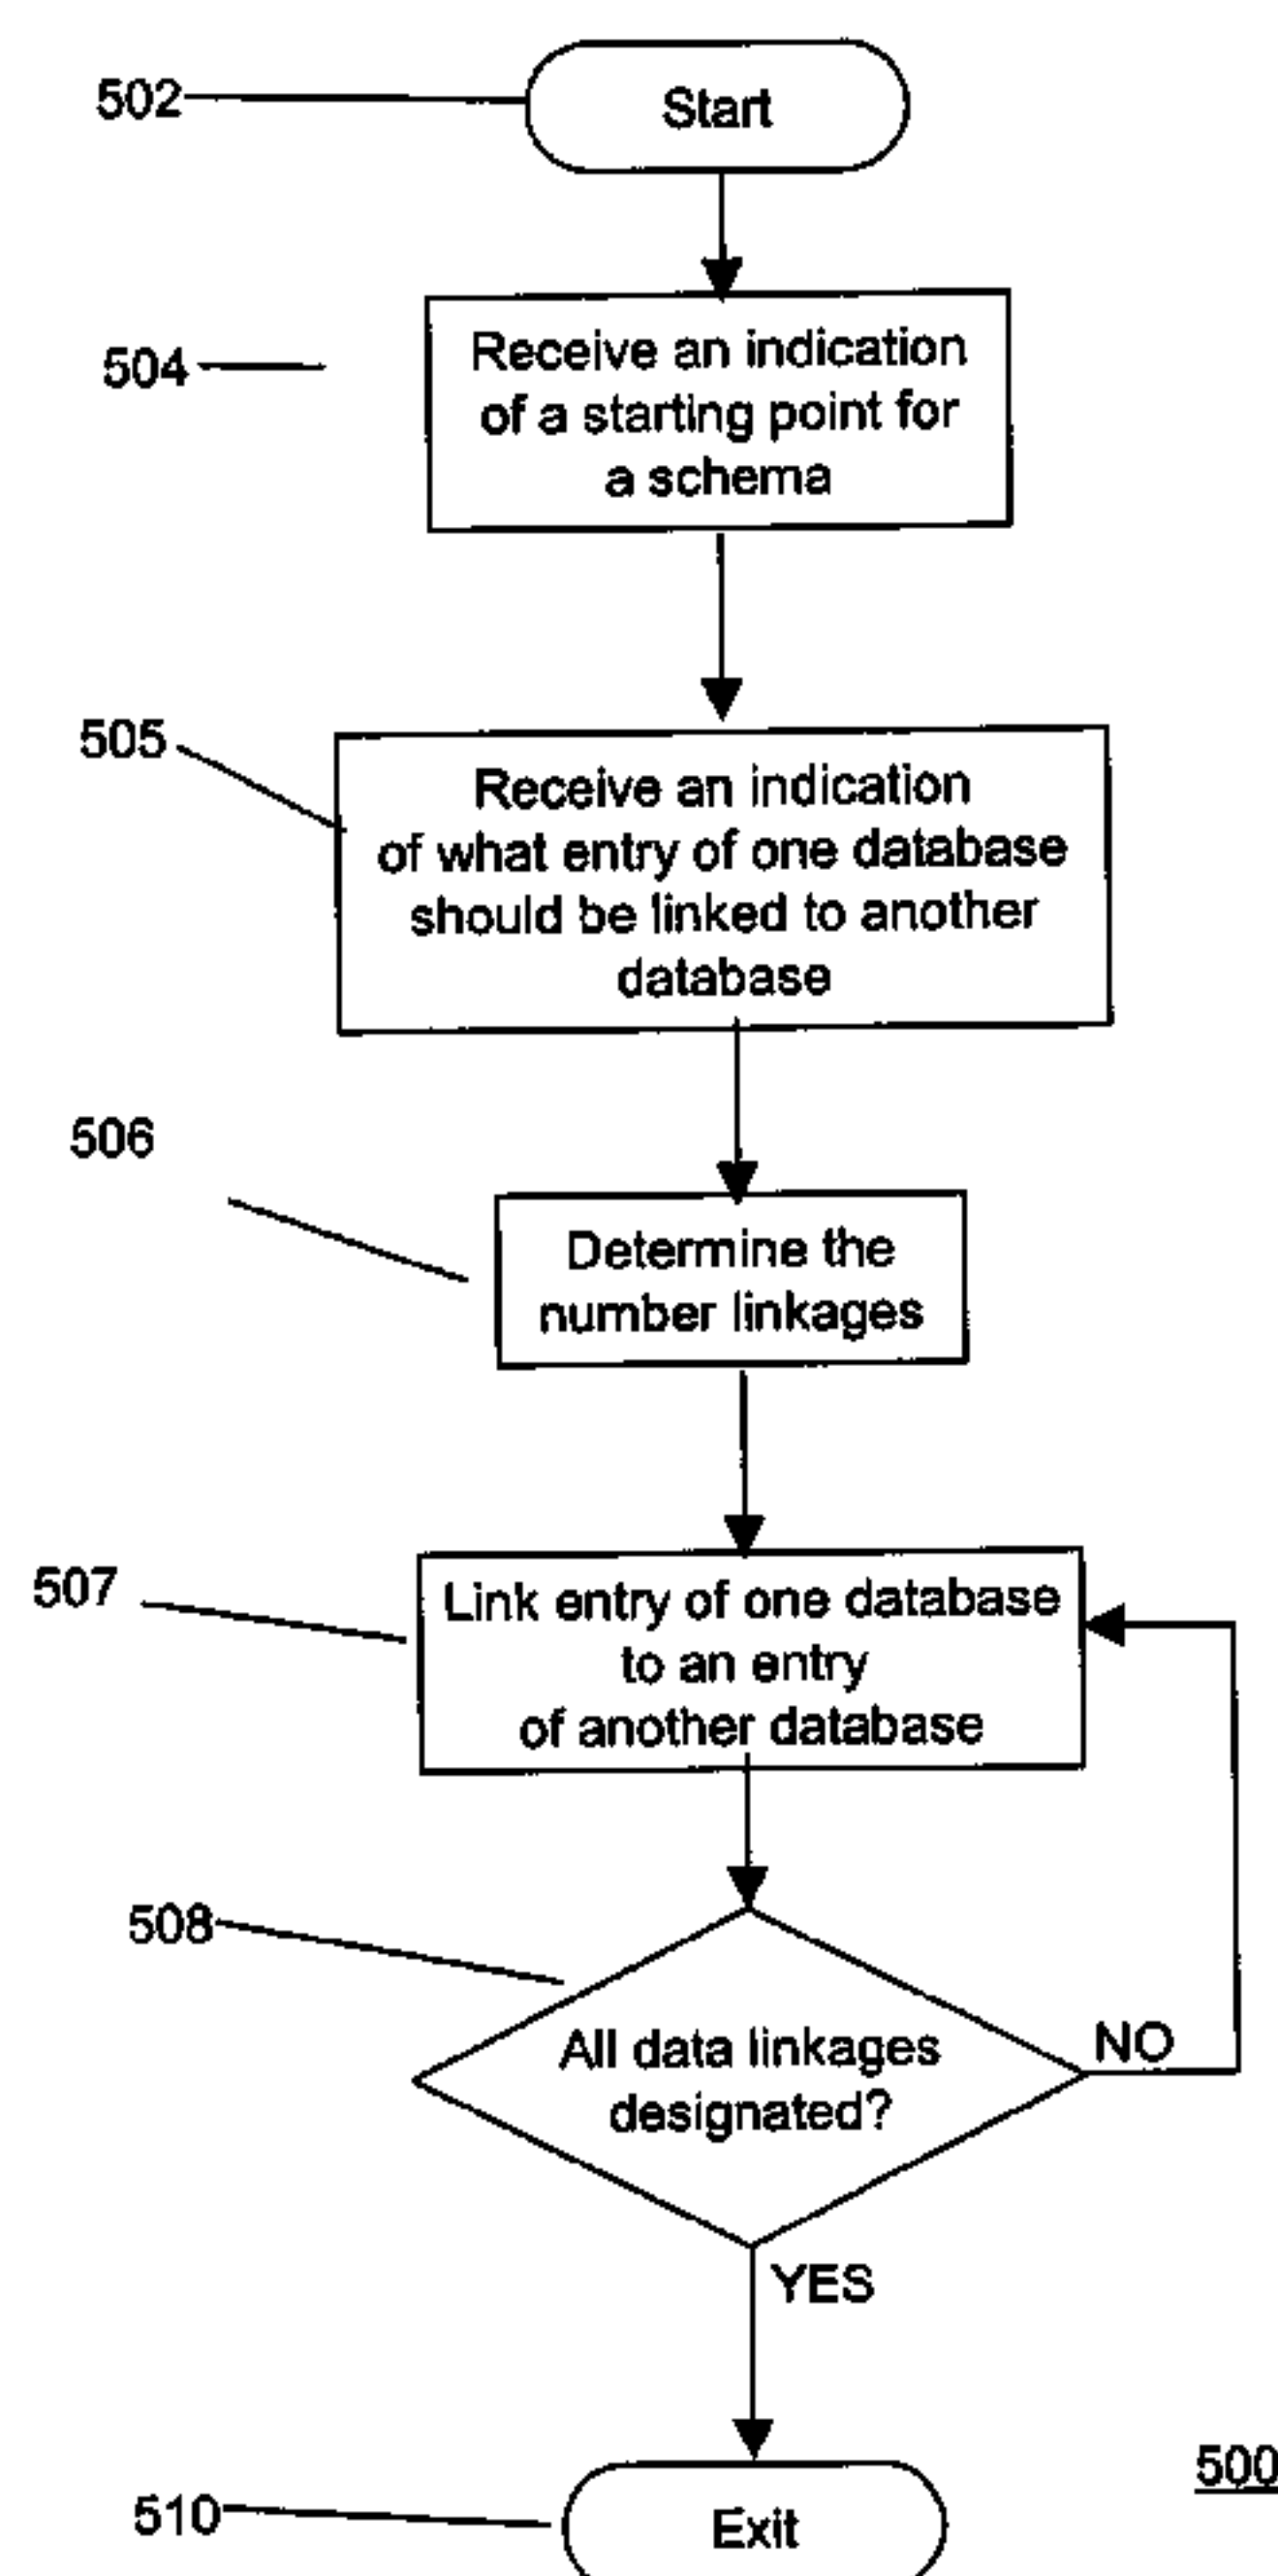 502
Start
504
Receive an indication
of a starting point for
a schema
505
Receive an indication
of what entry of one database
should be linked to another
database
506
Determine the
number linkages
507
Link entry of one database
to an entry
of another database
508
All data linkages
designated?
NO
YES
500
510
Exit